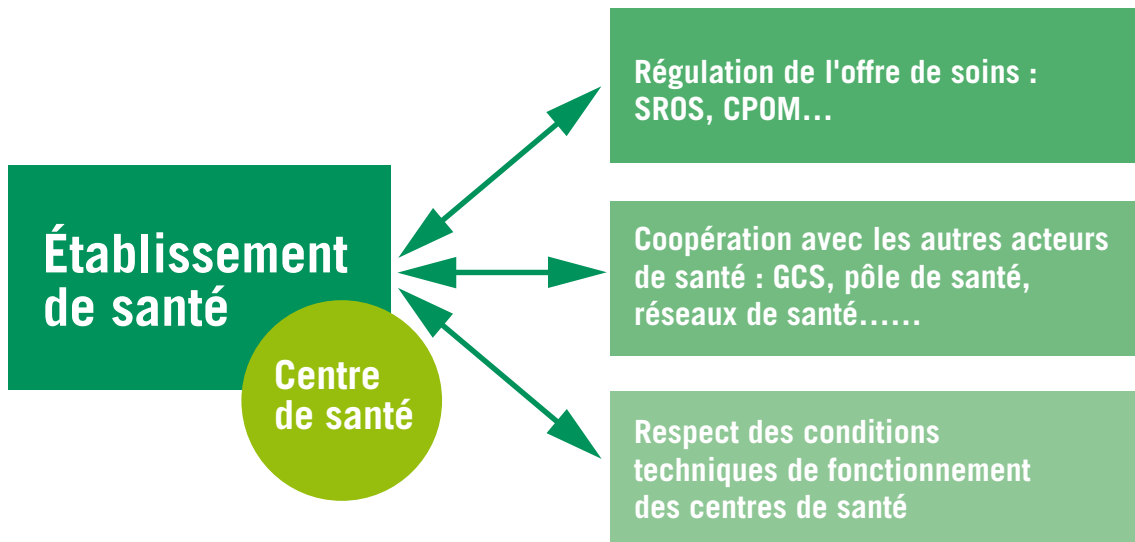 Établissement
de santé
Centre
de santé
Régulation de l'offre de soins :
SROS, CPOM...
Coopération avec les autres acteurs
de santé : GCS, pôle de santé,
réseaux de santé......
Respect des conditions
techniques de fonctionnement
des centres de santé